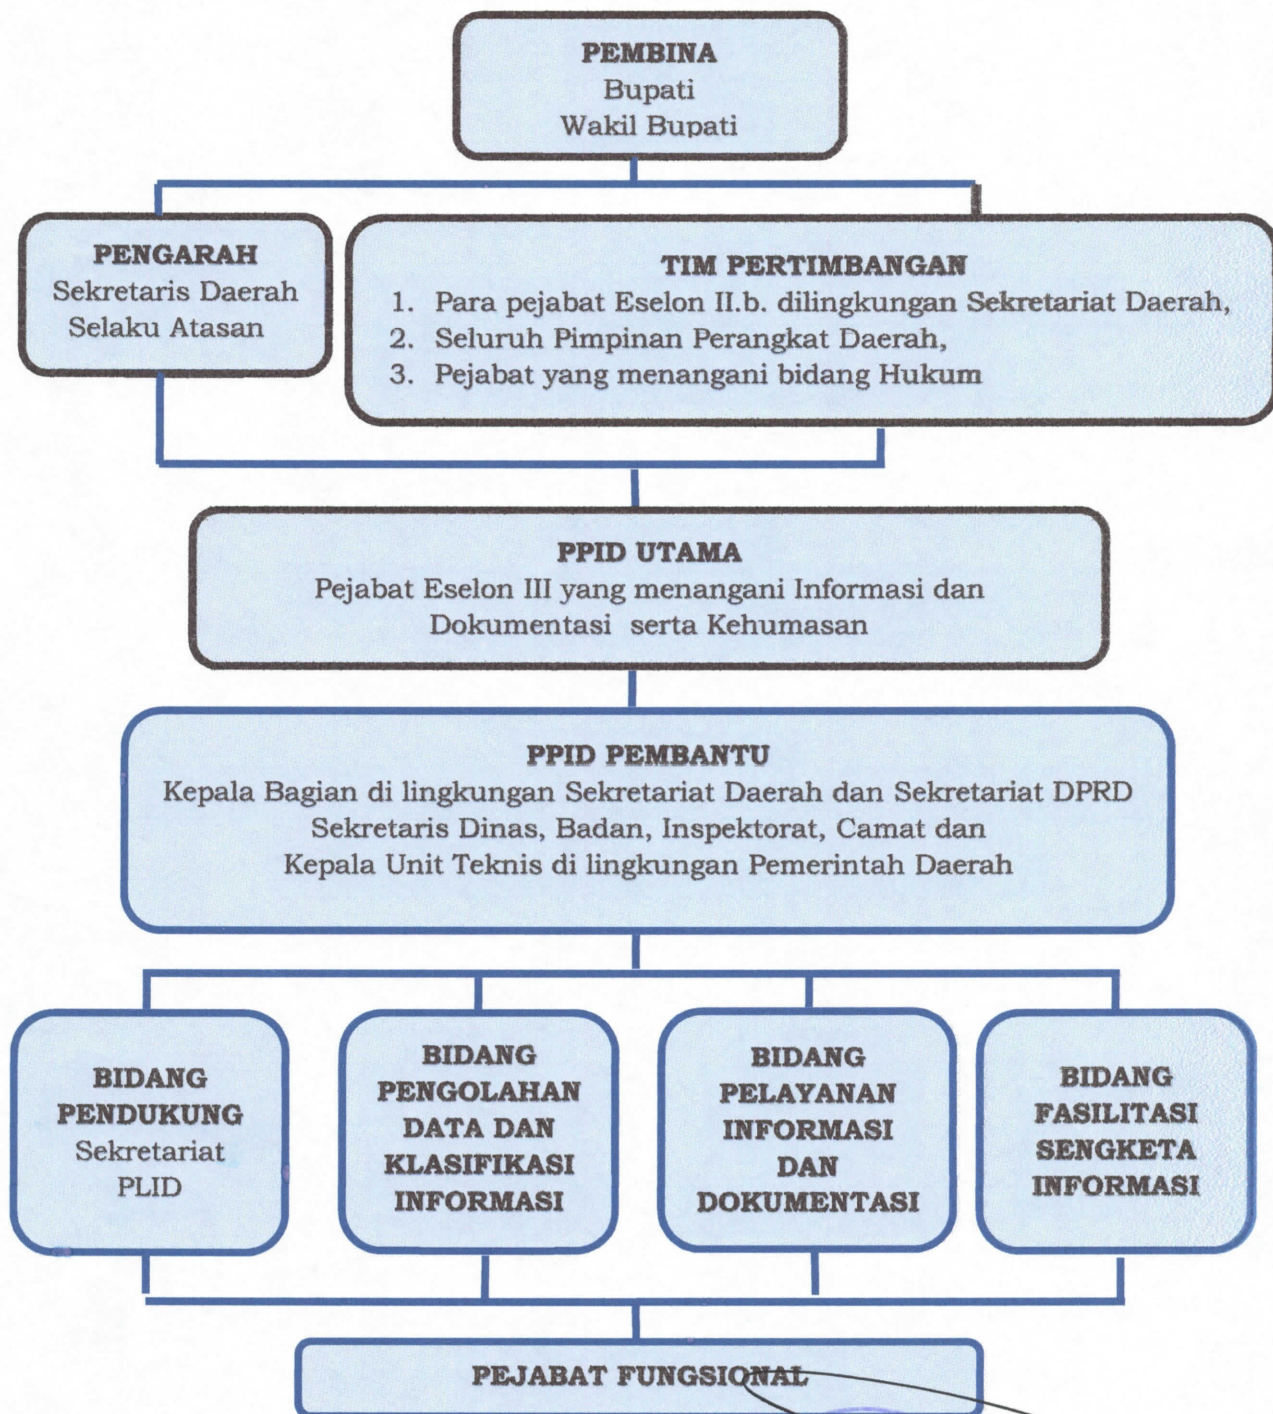 PEMBINA
Bupati
Wakil Bupati
PENGARAH
Sekretaris Daerah
Selaku Atasan
TIM PERTIMBANGAN
1. Para pejabat Eselon II.b. dilingkungan Sekretariat Daerah,
2. Seluruh Pimpinan Perangkat Daerah,
3. Pejabat yang menangani bidang Hukum
PPID UTAMA
Pejabat Eselon III yang menangani Informasi dan
Dokumentasi serta Kehumasan
PPID PEMBANTU
Kepala Bagian di lingkungan Sekretariat Daerah dan Sekretariat DPRD
Sekretaris Dinas, Badan, Inspektorat, Camat dan
Kepala Unit Teknis di lingkungan Pemerintah Daerah
BIDANG
PENDUKUNG
Sekretariat
PLID
BIDANG
PENGOLAHAN
DATA DAN
KLASIFIKASI
INFORMASI
BIDANG
PELAYANAN
INFORMASI
DAN
DOKUMENTASI
BIDANG
FASILITASI
SENGKETA
INFORMASI
PEJABAT FUNGSIONAL